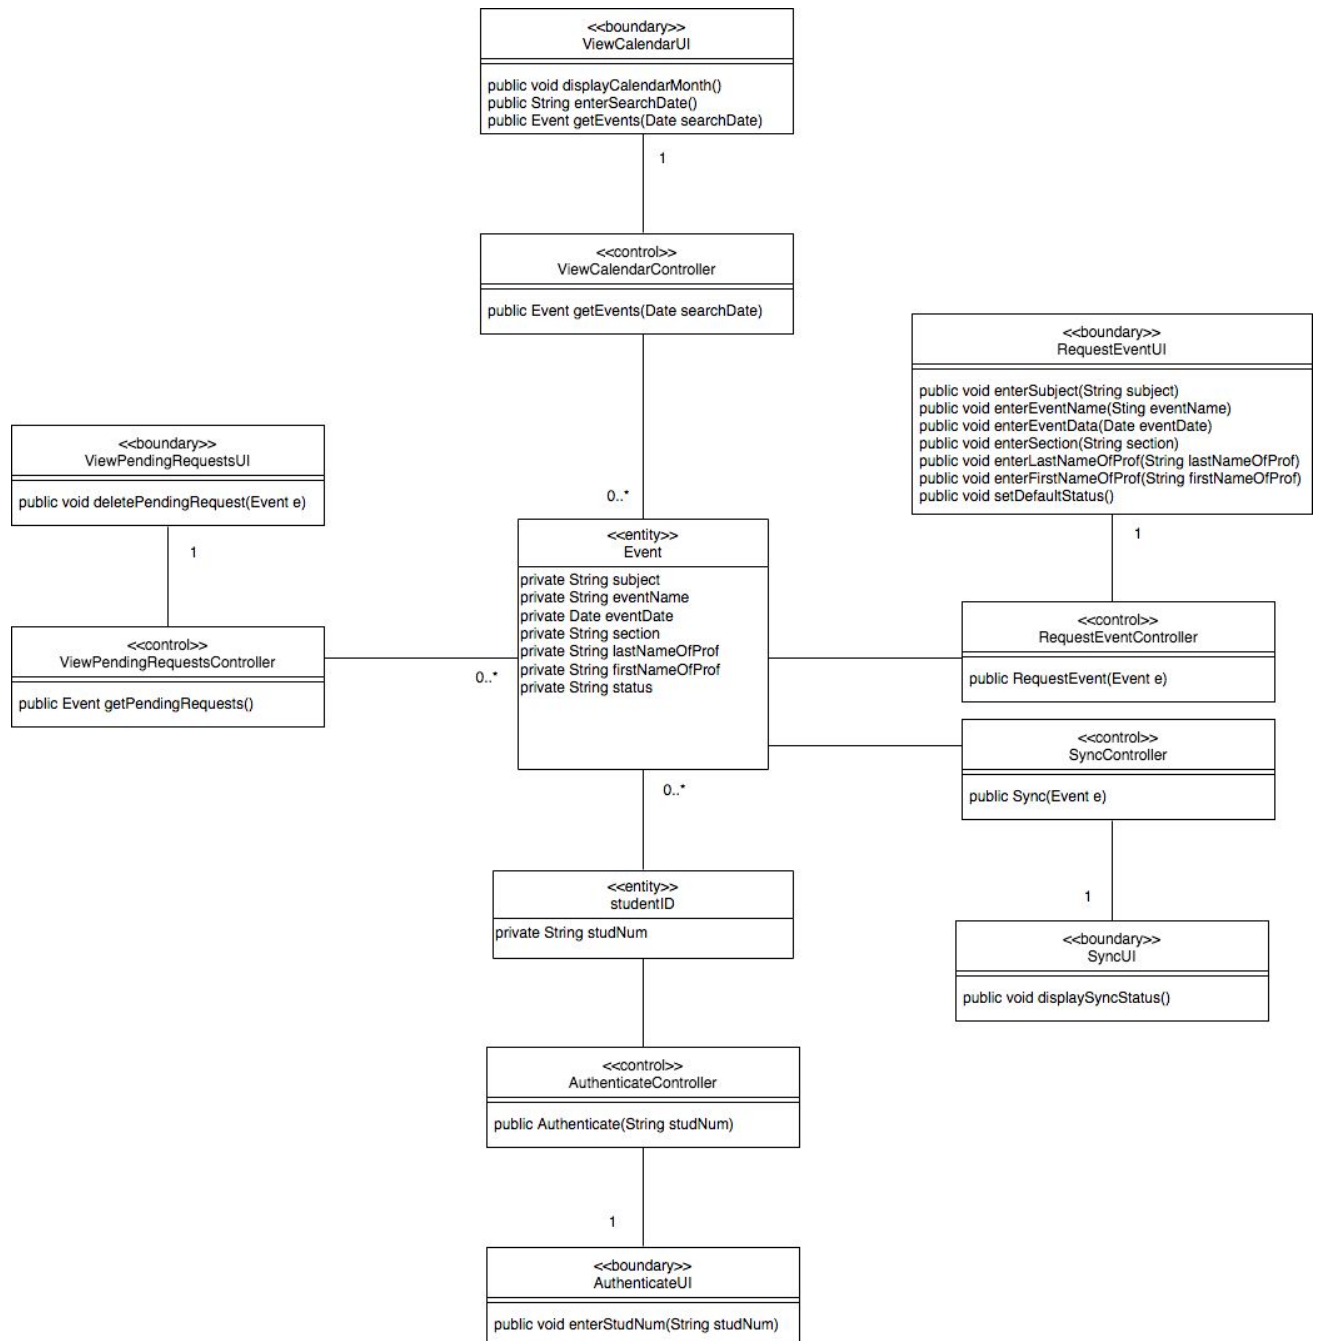 <<boundary>>
ViewCalendarUI
public void displayCalendarMonth()
public String enterSearchDate()
public Event getEvents(Date searchDate)
1
<<control>>
ViewCalendarController
public Event getEvents(Date searchDate)
0..*
<<boundary>>
RequestEventUI
public void enterSubject(String subject)
public void enterEventName(Sting eventName)
public void enterEventData(Date eventDate)
public void enterSection(String section)
public void enterLastNameOfProf(String lastNameOfProf)
public void enterFirstNameOfProf(String firstNameOfProf)
public void setDefaultStatus()
1
<<boundary>>
ViewPendingRequestsUI
public void deletePendingRequest(Event e)
1
<<control>>
ViewPendingRequestsController
public Event getPendingRequests()
0..*
<<entity>>
Event
private String subject
private String eventName
private Date eventDate
private String section
private String lastNameOfProf
private String firstNameOfProf
private String status
0..*
<<control>>
RequestEventController
public RequestEvent(Event e)
<<control>>
SyncController
public Sync(Event e)
1
<<boundary>>
SyncUI
public void displaySyncStatus()
<<entity>>
studentID
private String studNum
<<control>>
AuthenticateController
public Authenticate(String studNum)
1
<<boundary>>
AuthenticateUI
public void enterStudNum(String studNum)